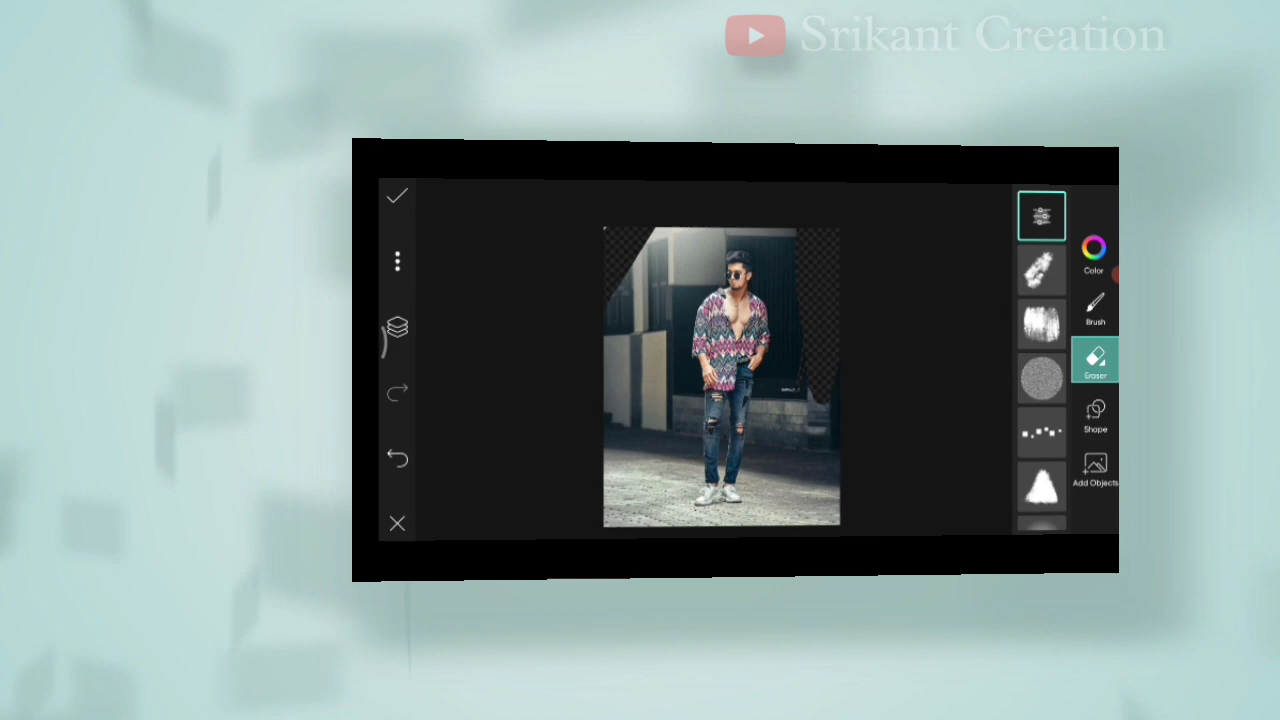 Srikant Creation
Color
Brush
Eraser
Shape
Add Objects